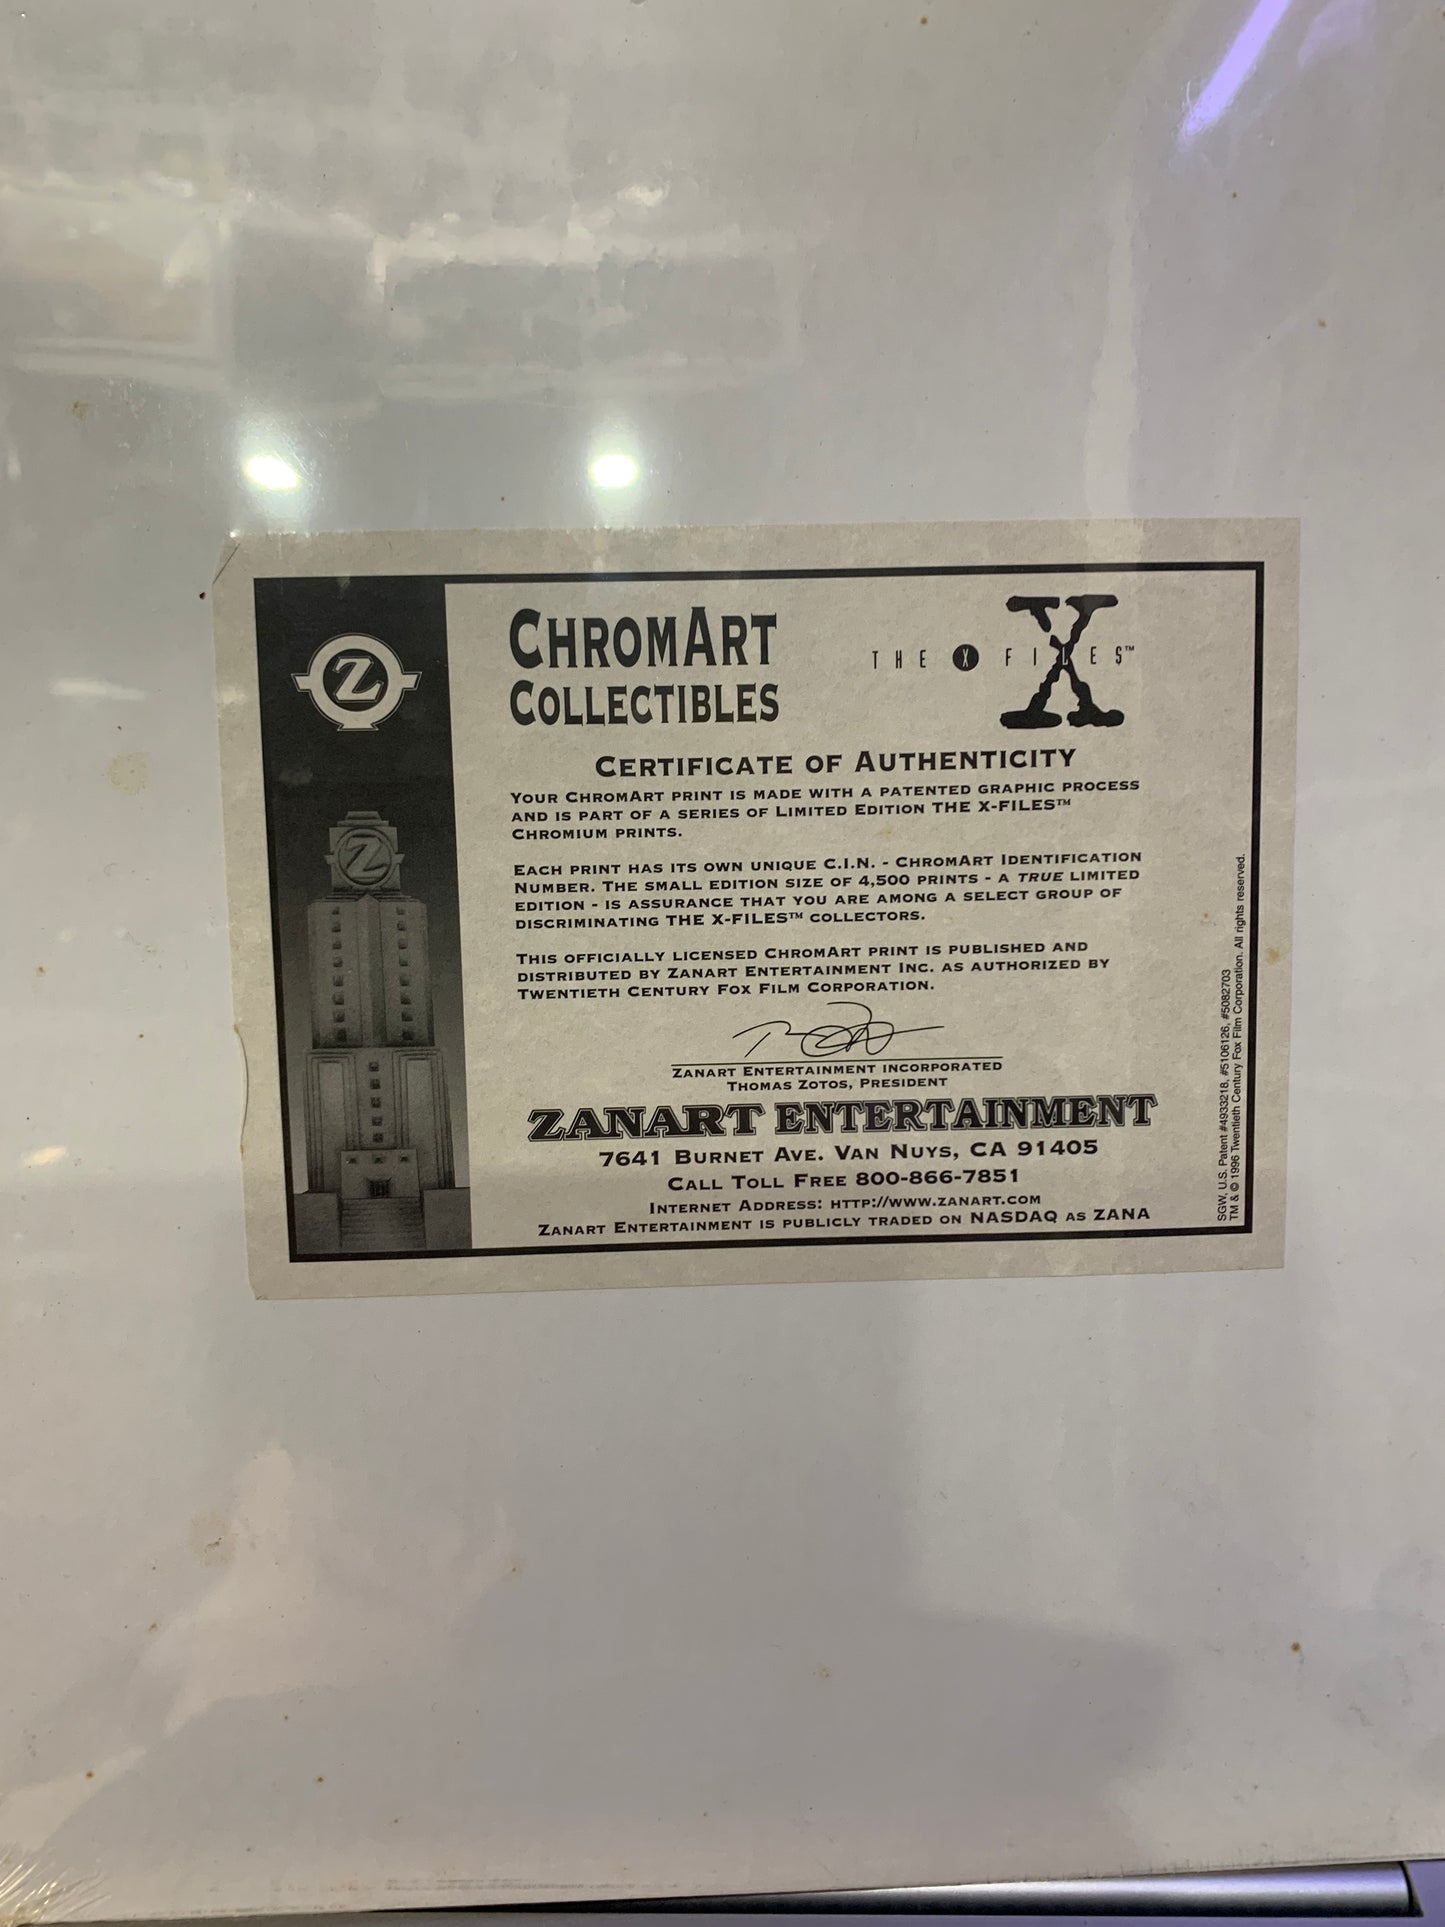 Z
Z
CHROMART
COLLECTIBLES
THE X FILES™
X
CERTIFICATE OF AUTHENTICITY
YOUR CHROMART PRINT IS MADE WITH A PATENTED GRAPHIC PROCESS
AND IS PART OF A SERIES OF LIMITED EDITION THE X-FILES™
CHROMIUM PRINTS.
EACH PRINT HAS ITS OWN UNIQUE C.I.N. - CHROMART IDENTIFICATION
NUMBER. THE SMALL EDITION SIZE OF 4,500 PRINTS - A TRUE LIMITED
EDITION - IS ASSURANCE THAT YOU ARE AMONG A SELECT GROUP OF
DISCRIMINATING THE X-FILES™ COLLECTORS.
THIS OFFICIALLY LICENSED CHROMART PRINT IS PUBLISHED AND
DISTRIBUTED BY ZANART ENTERTAINMENT INC. AS AUTHORIZED BY
TWENTIETH CENTURY FOX FILM CORPORATION.
ZANART ENTERTAINMENT INCORPORATED
THOMAS ZOTOS, PRESIDENT
ZANART ENTERTAINMENT
7641 BURNET AVE. VAN NUYS, CA 91405
CALL TOLL FREE 800-866-7851
INTERNET ADDRESS: HTTP://WWW.ZANART.COM
ZANART ENTERTAINMENT IS PUBLICLY TRADED ON NASDAQ AS ZANA
SGW, U.S. Patent #4933218, #5106126, #5082703
TM & © 1996 Twentieth Century Fox Film Corporation. All rights reserved.